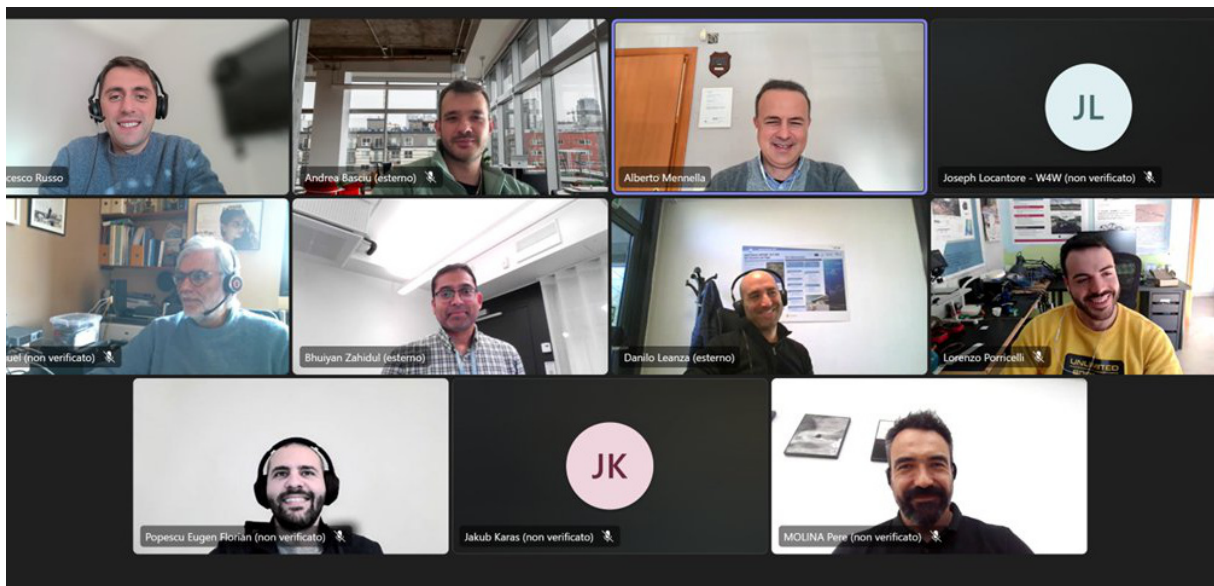 cesco Russo
Andrea Basciu (esterno)
Alberto Mennella
JL
Joseph Locantore - W4W (non verificato)
uel (non verificato)
Bhuiyan Zahidul (esterno)
Danilo Leanza (esterno)
Lorenzo Porricelli
UNLIMITED
Popescu Eugen Florian (non verificato)
JK
Jakub Karas (non verificato)
MOLINA Pere (non verificato)